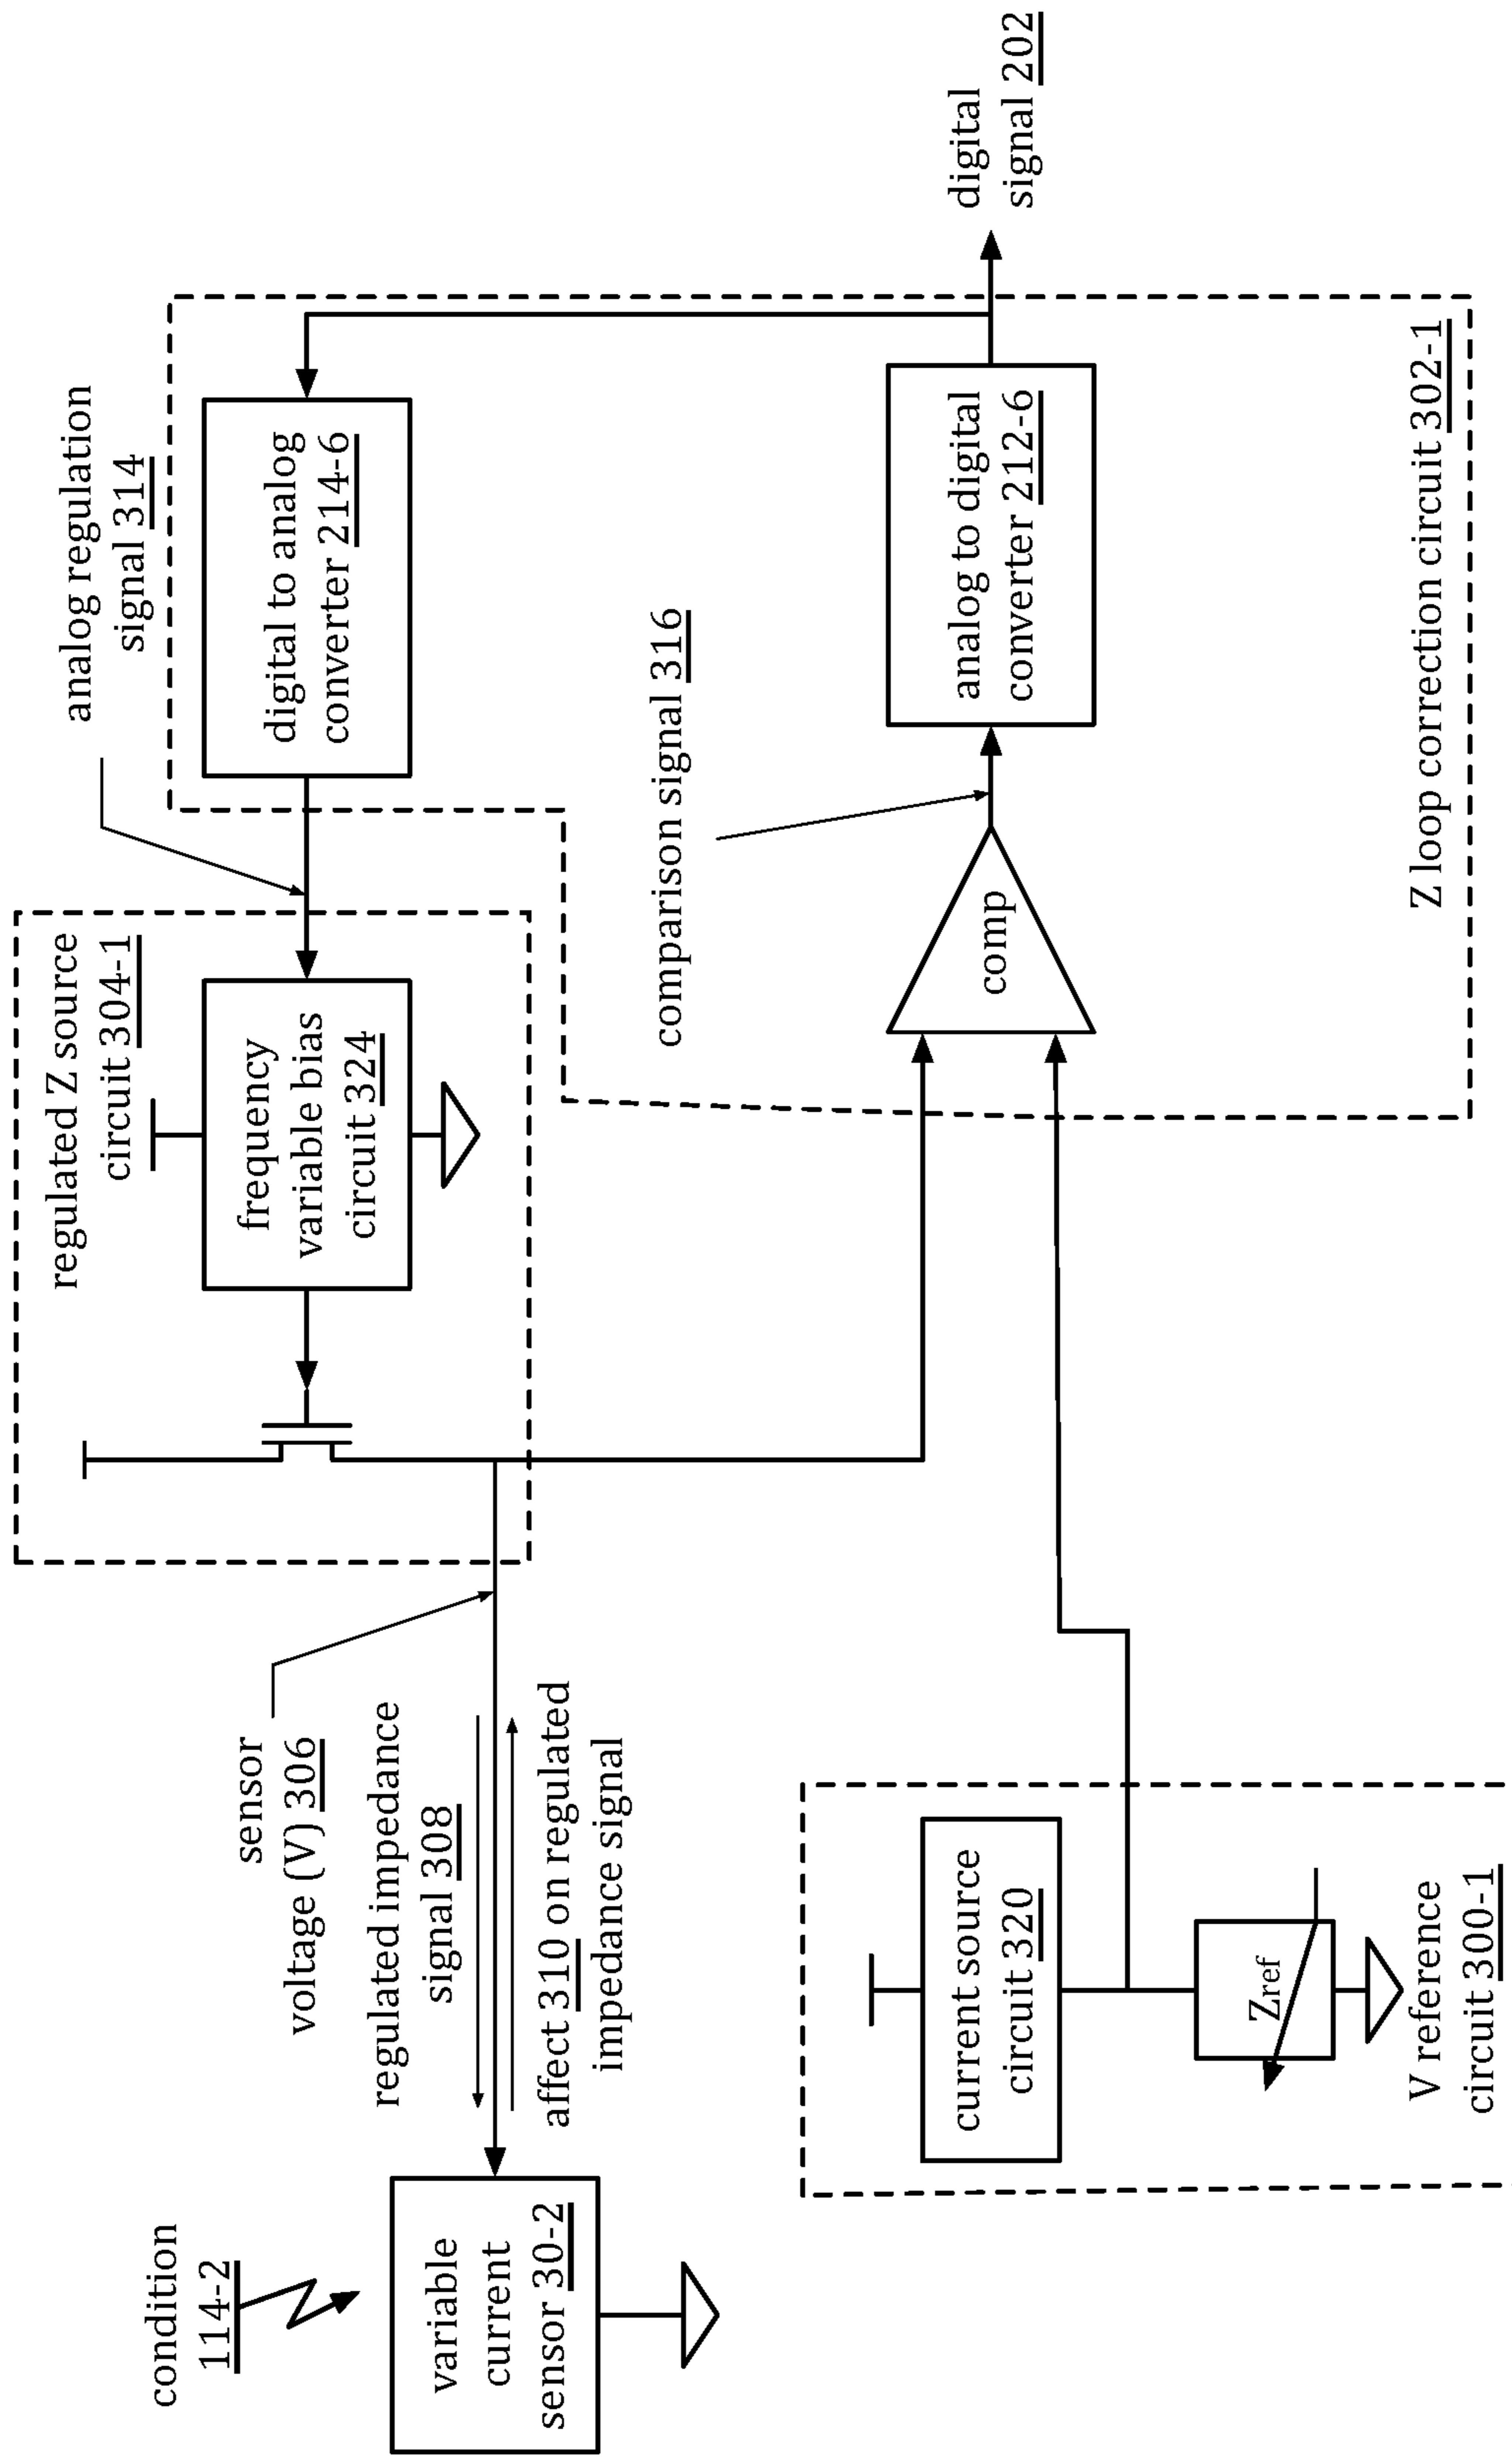 condition
114-2
variable
current
sensor 30-2
sensor
voltage (V) 306
regulated impedance
signal 308
affect 310 on regulated
impedance signal
regulated Z source
circuit 304-1
frequency
variable bias
circuit 324
analog regulation
signal 314
digital to analog
converter 214-6
comparison signal 316
comp
analog to digital
converter 212-6
digital
signal 202
Z loop correction circuit 302-1
current source
circuit 320
Zref
V reference
circuit 300-1